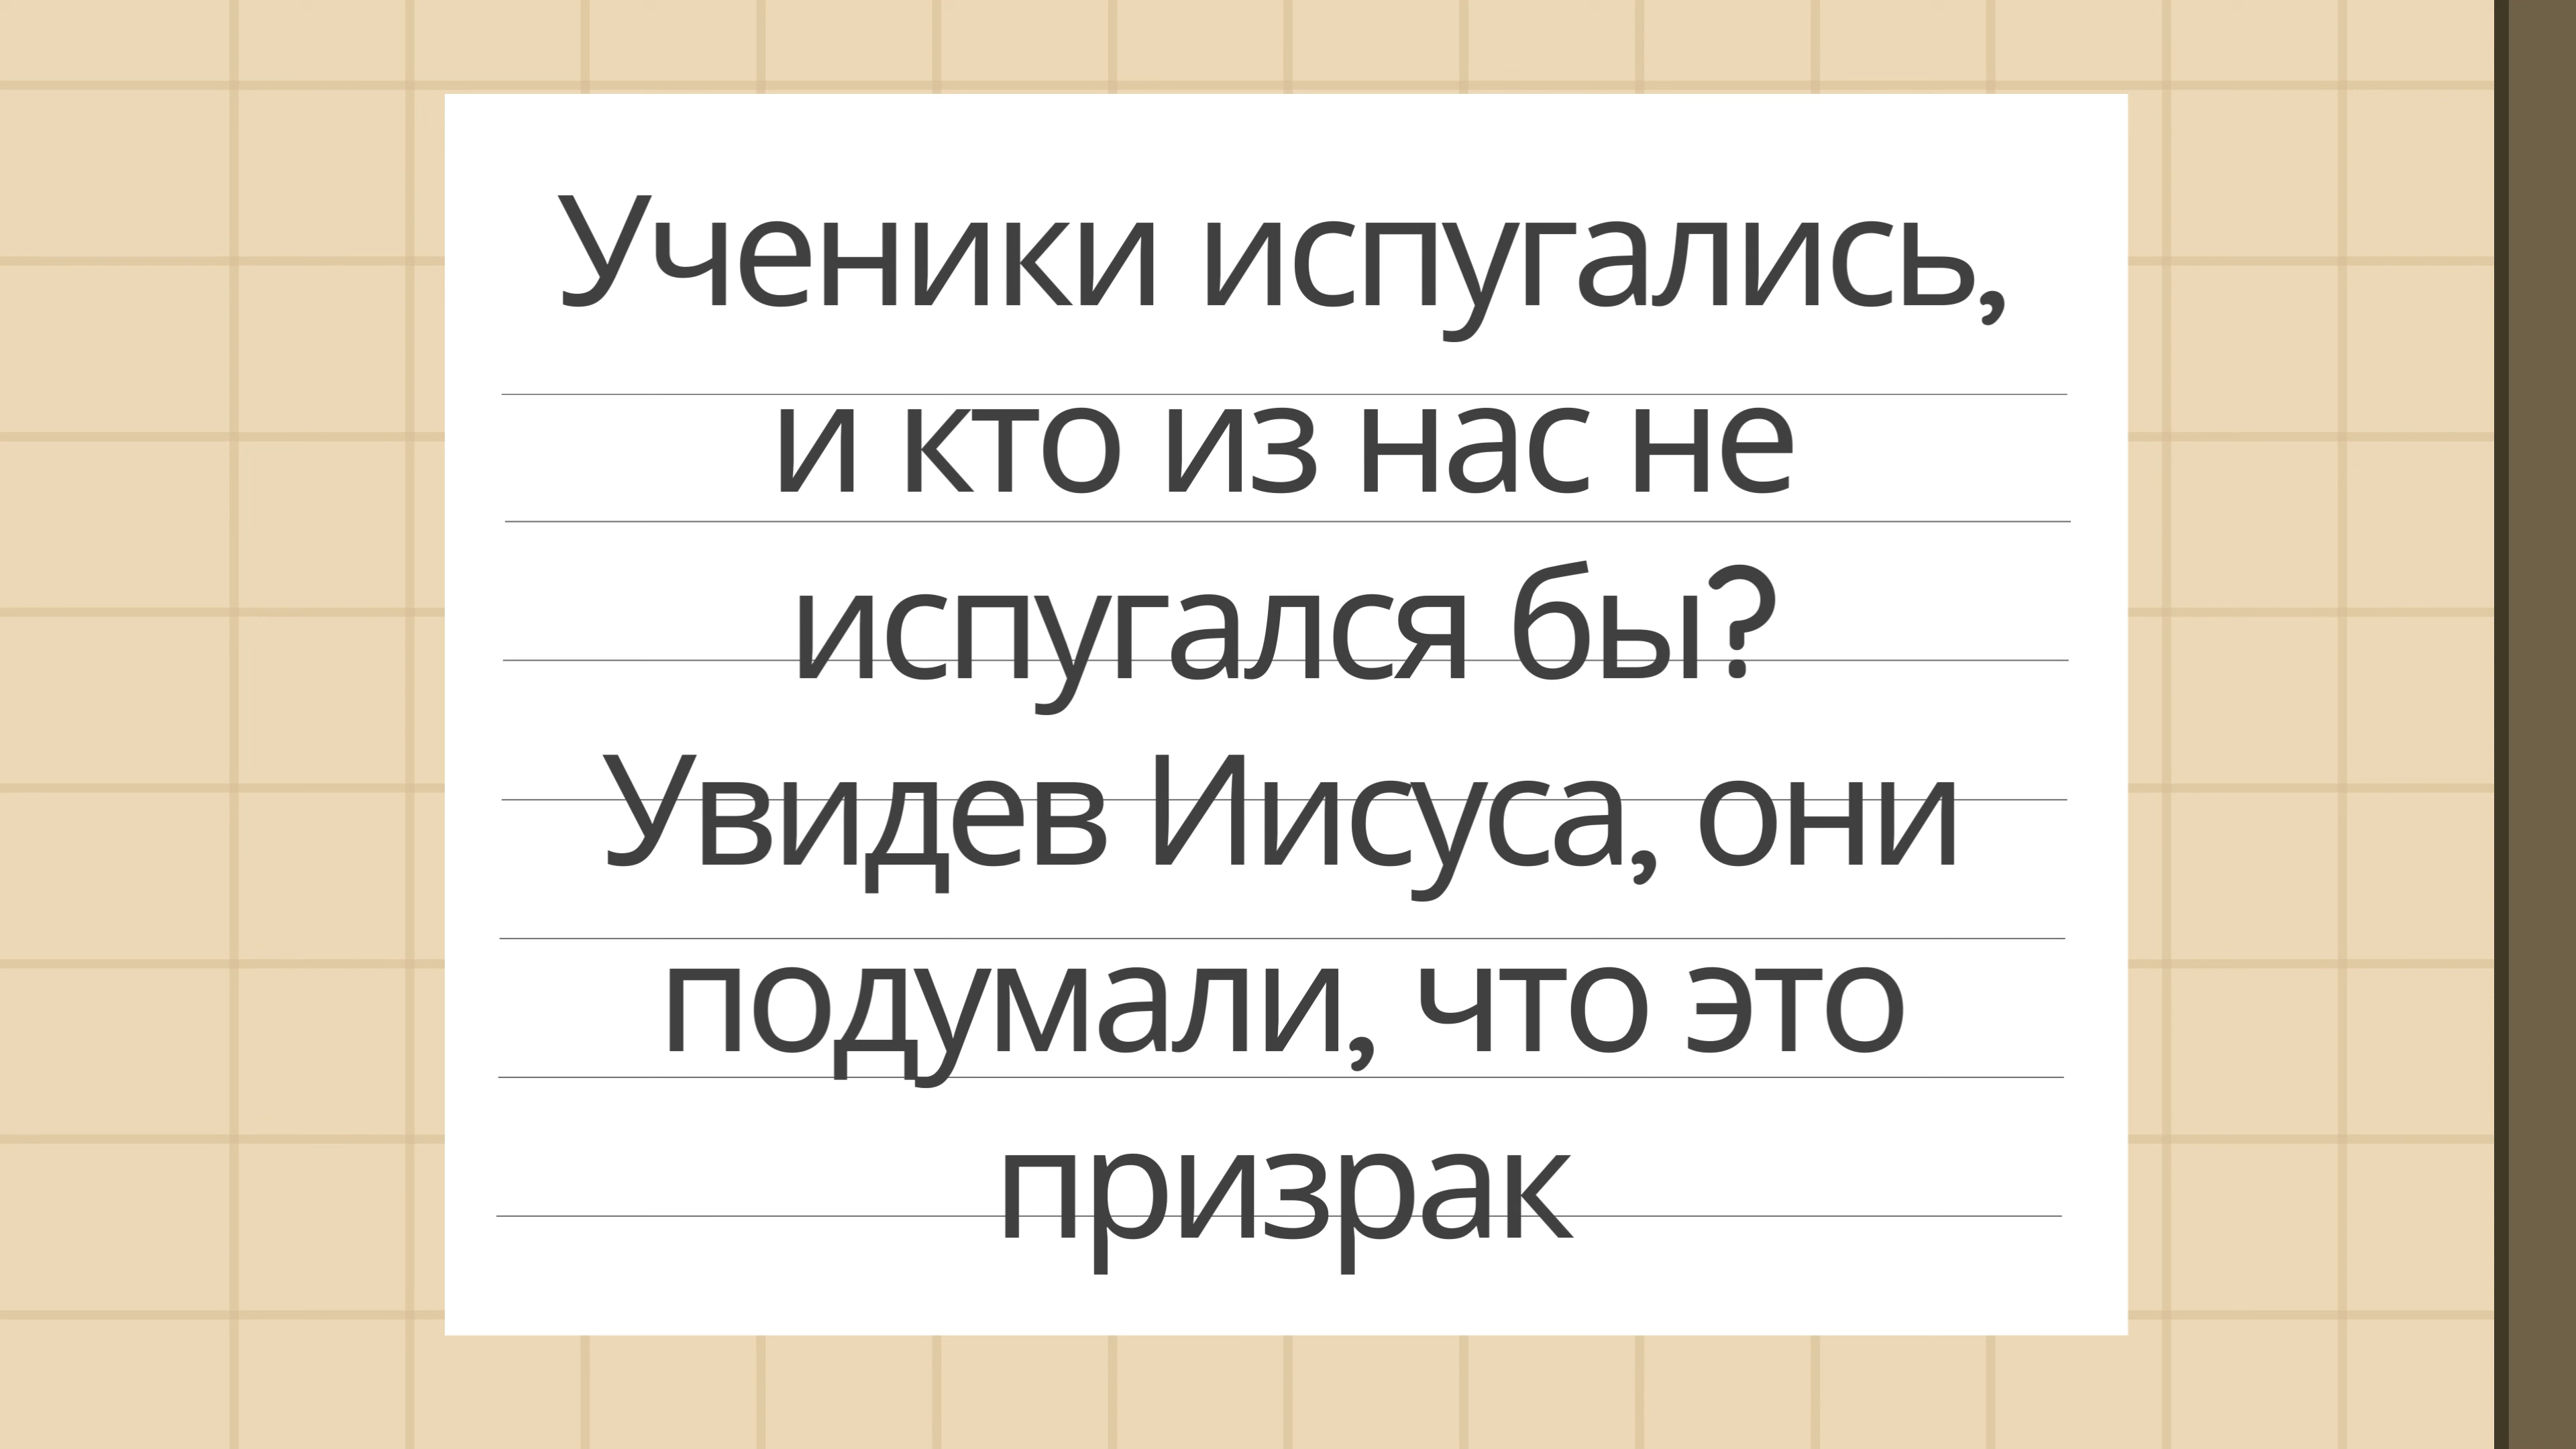 Ученики испугались,
и кто из нас не
испугался бы?
Увидев Иисуса, они
подумали, что это
призрак